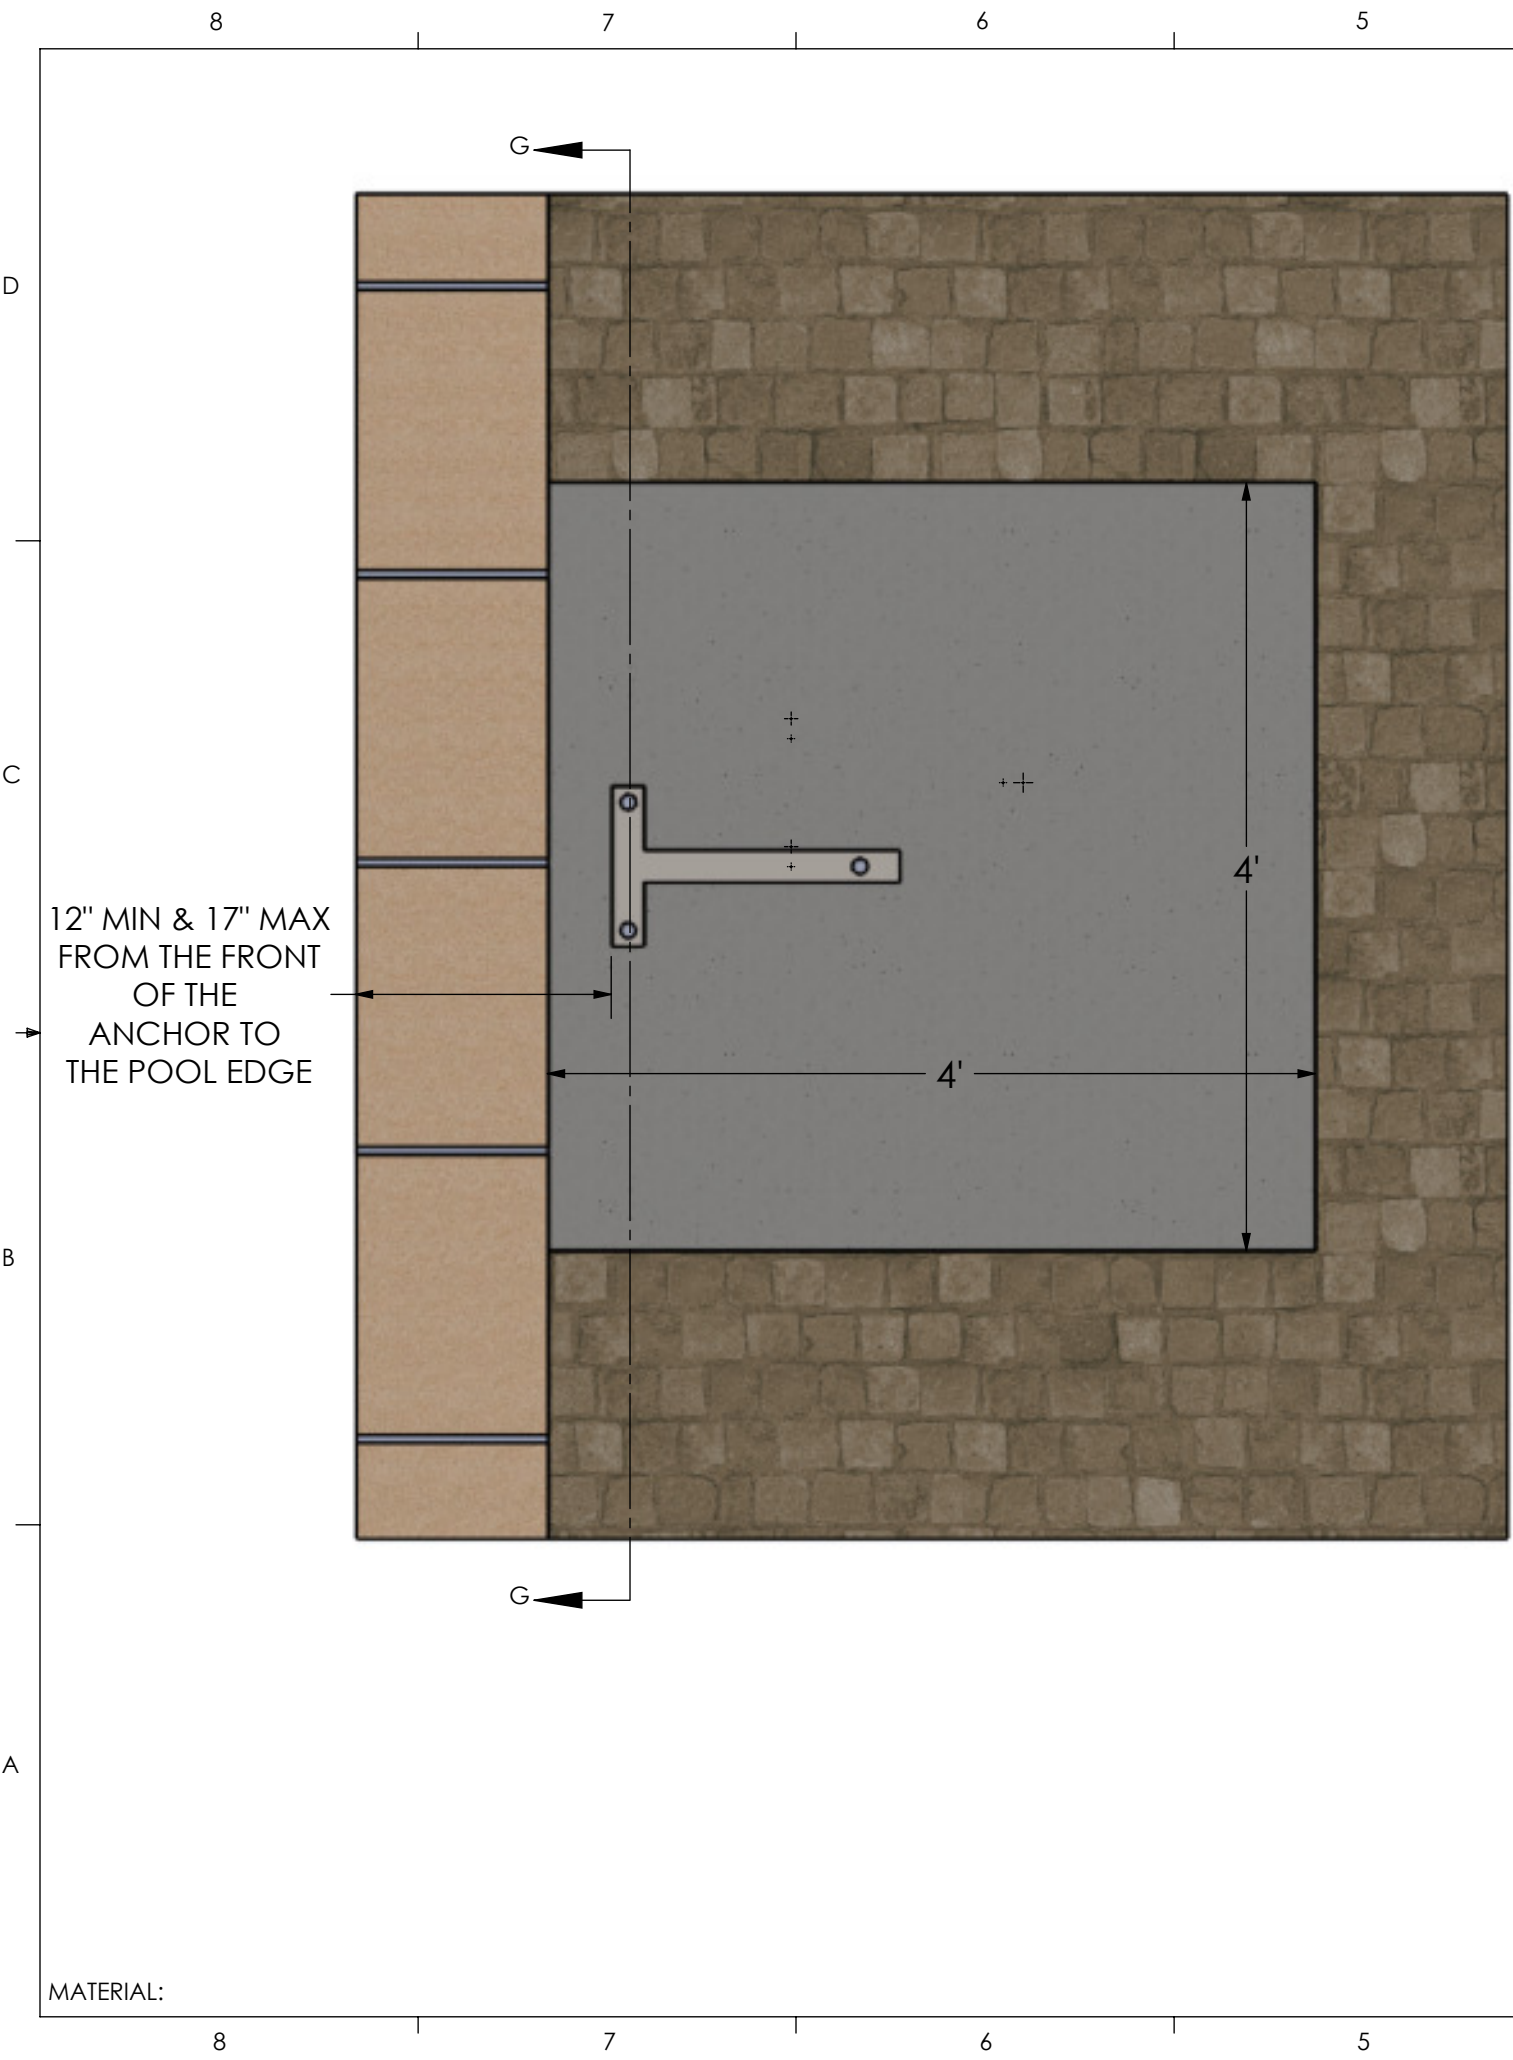 8 7 6 5
G
D
C
4'
12" MIN & 17" MAX
FROM THE FRONT
OF THE
ANCHOR TO
THE POOL EDGE
4'
B
G
A
MATERIAL:
8 7 6 5